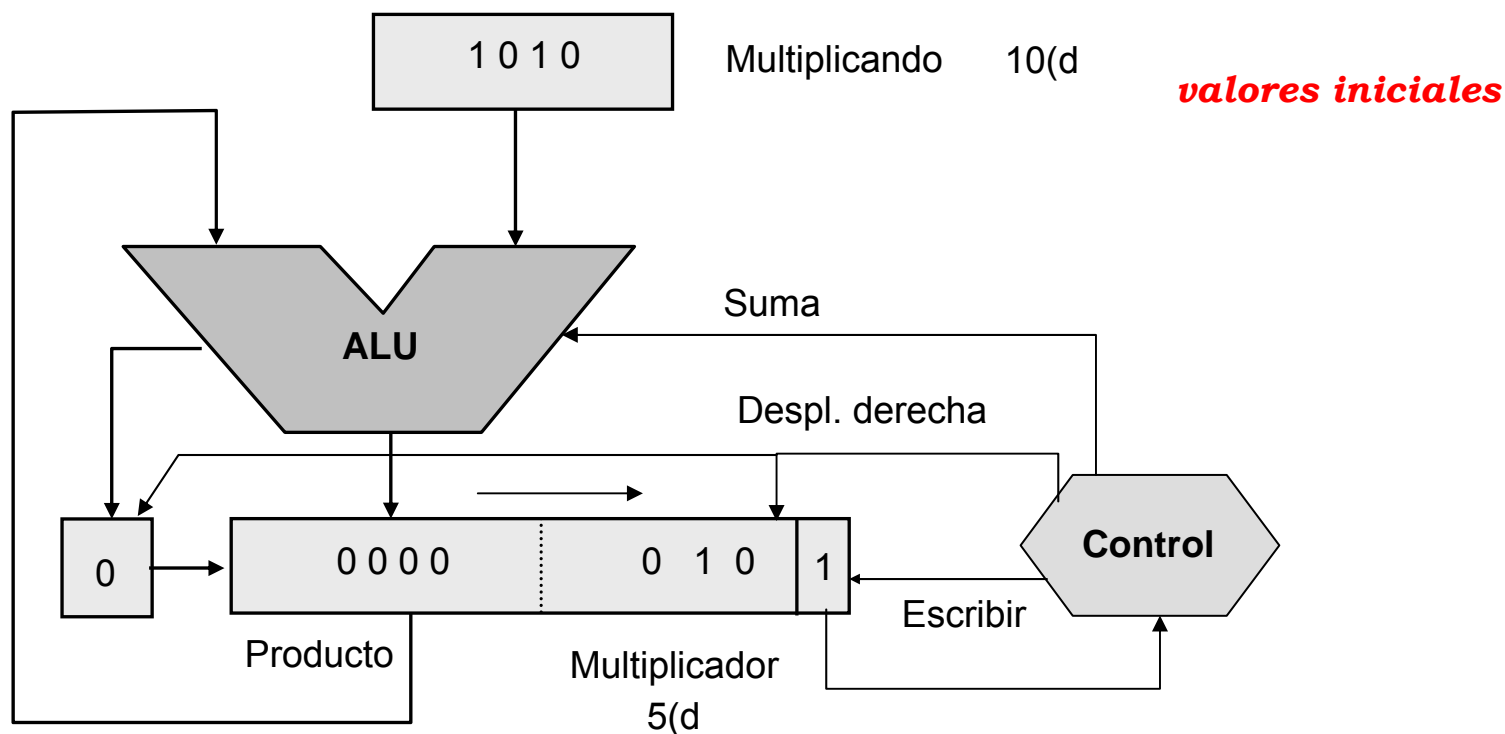 1 0 1 0
Multiplicando 10(d
valores iniciales
Suma
ALU
Despl. derecha
Control
0
0 0 0 0
0 1 0
1
Escribir
Producto
Multiplicador
5(d